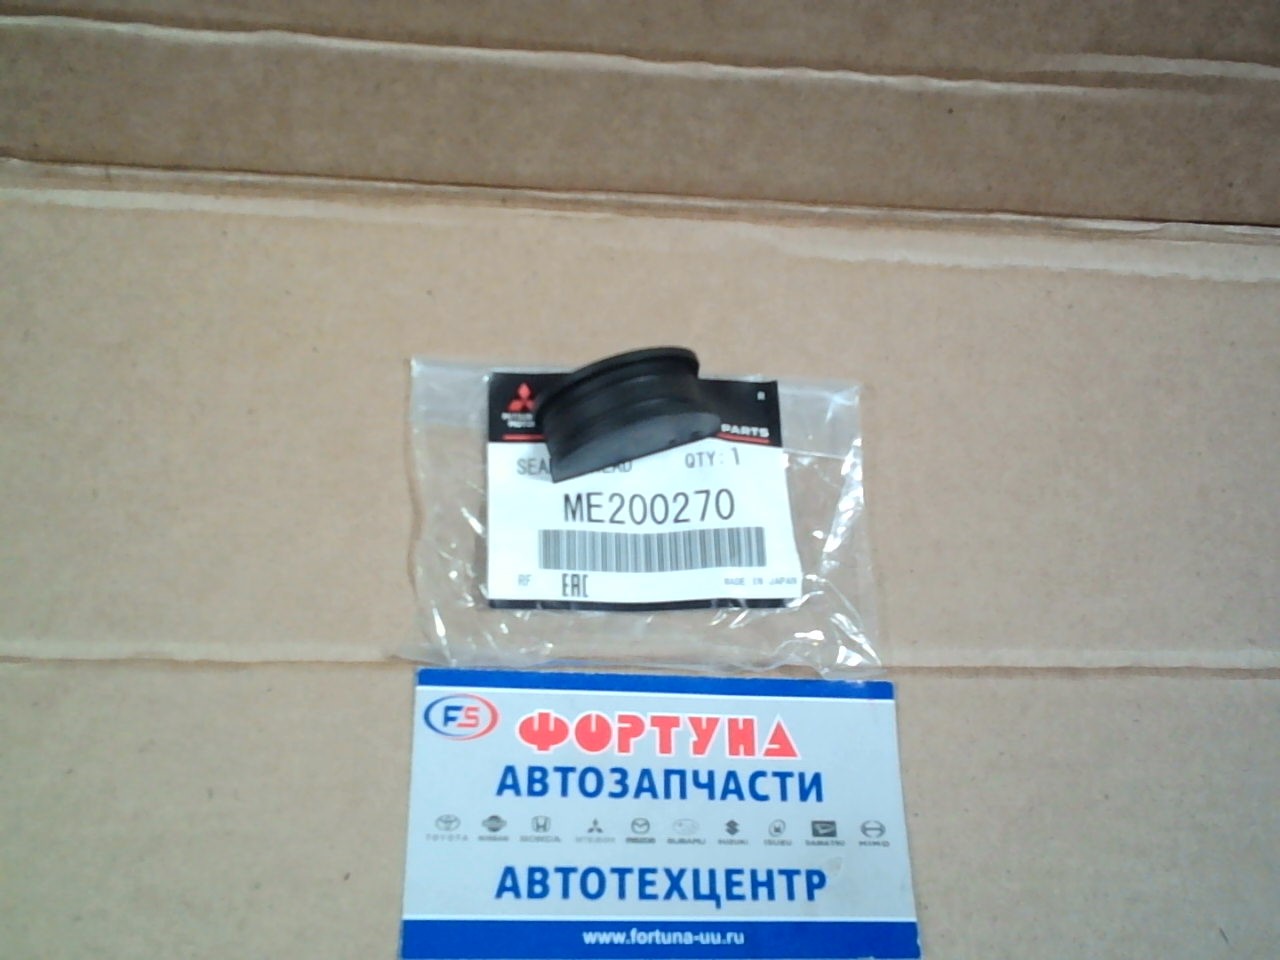 R
PARTS
QTY: 1
ME200270
RF EAC MADE IN JAPAN
FS ФОРТУНА
АВТОЗАПЧАСТИ
TOYOTA NISSAN HONDA MITSUBISHI MAZDA SUBARU SUZUKI ISUZU DAIHATSU HINO
АВТОТЕХЦЕНТР
www.fortuna-uu.ru